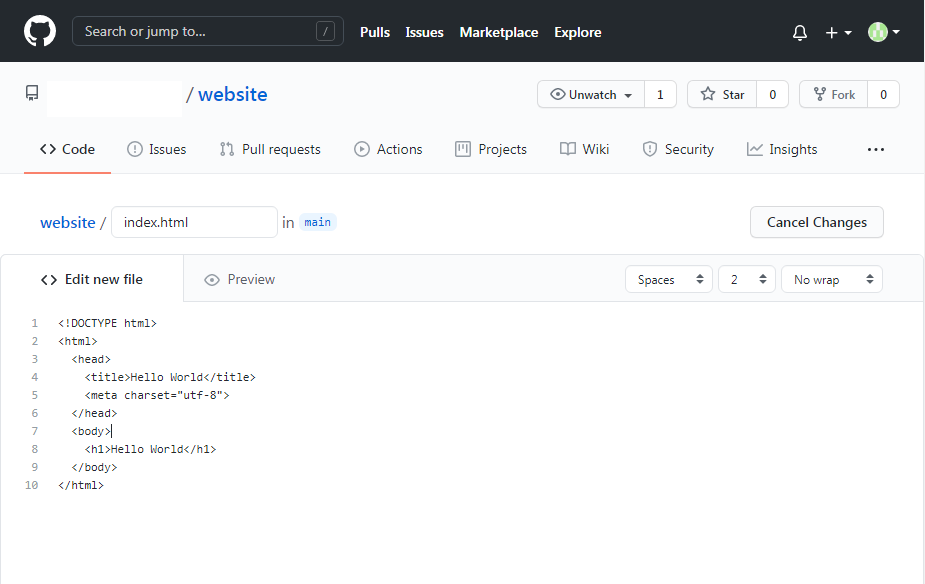 Search or jump to... / Pulls Issues Marketplace Explore
/ website Unwatch 1 Star 0 Fork 0
Code Issues Pull requests Actions Projects Wiki Security Insights ...
website / index.html in main Cancel Changes
<> Edit new file Preview Spaces 2 No wrap
1 <!DOCTYPE html>
2 <html>
3 <head>
4 <title>Hello World</title>
5 <meta charset="utf-8">
6 </head>
7 <body>
8 <h1>Hello World</h1>
9 </body>
10 </html>